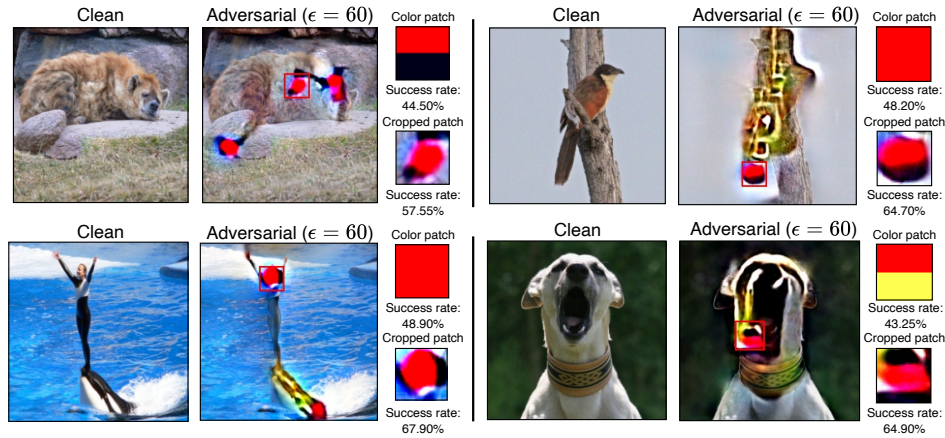 Clean
Adversarial (ϵ = 60)
Color patch
Success rate:
44.50%
Cropped patch
Success rate:
57.55%
Clean
Adversarial (ϵ = 60)
Color patch
Success rate:
48.20%
Cropped patch
Success rate:
64.70%
Clean
Adversarial (ϵ = 60)
Color patch
Success rate:
48.90%
Cropped patch
Success rate:
67.90%
Clean
Adversarial (ϵ = 60)
Color patch
Success rate:
43.25%
Cropped patch
Success rate:
64.90%